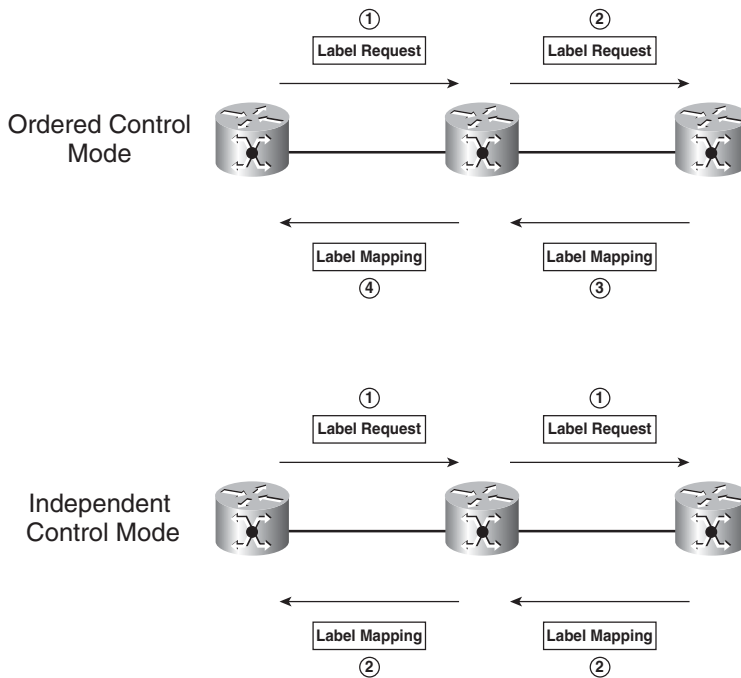 ①
②
Label Request
Label Request
Ordered Control
Mode
Label Mapping
Label Mapping
④
③
①
①
Label Request
Label Request
Independent
Control Mode
Label Mapping
Label Mapping
②
②